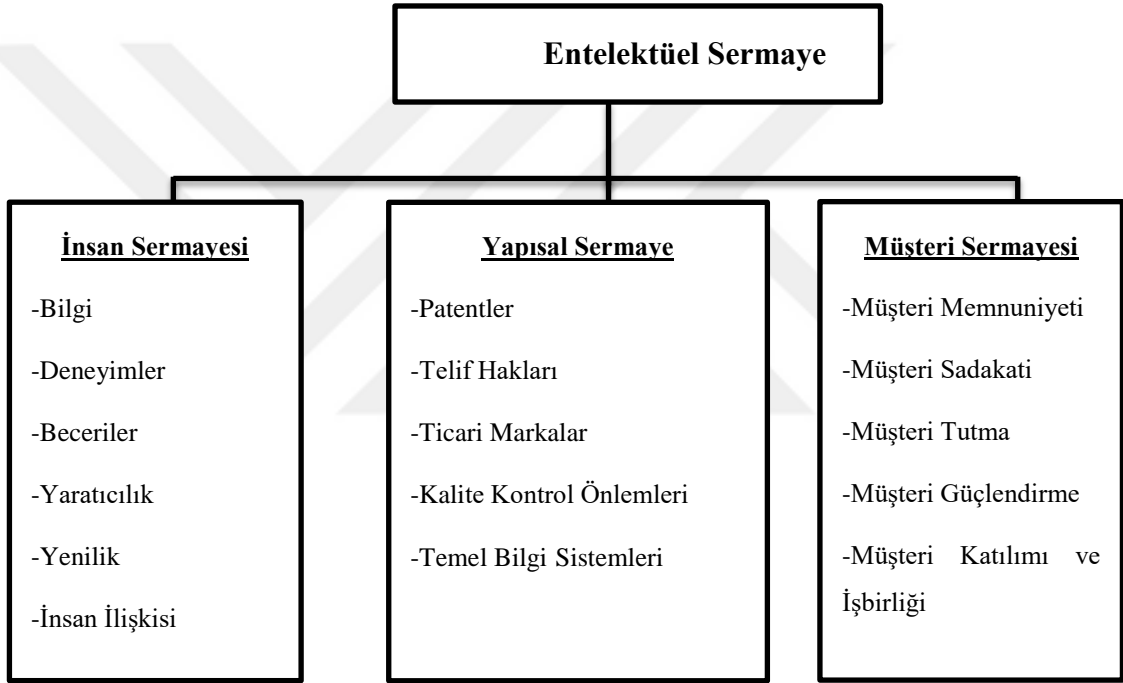 Entelektüel Sermaye
İnsan Sermayesi
-Bilgi
-Deneyimler
-Beceriler
-Yaratıcılık
-Yenilik
-İnsan İlişkisi
Yapısal Sermaye
-Patentler
-Telif Hakları
-Ticari Markalar
-Kalite Kontrol Önlemleri
-Temel Bilgi Sistemleri
Müşteri Sermayesi
-Müşteri Memnuniyeti
-Müşteri Sadakati
-Müşteri Tutma
-Müşteri Güçlendirme
-Müşteri Katılımı ve
İşbirliği